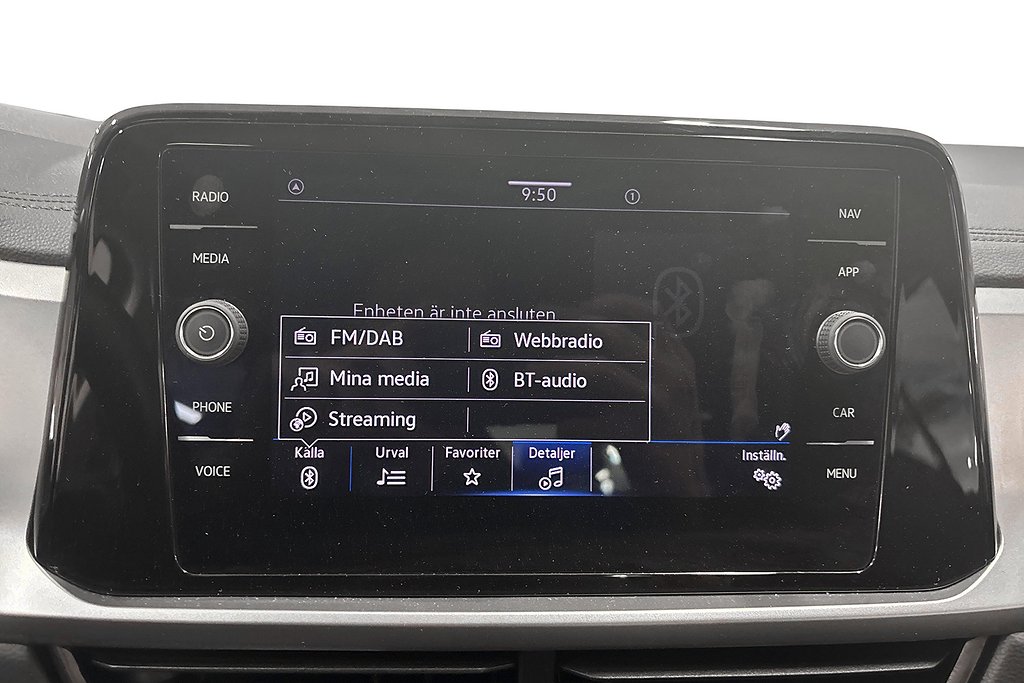 RADIO
MEDIA
PHONE
VOICE
9:50
1
Enheten är inte ansluten
FM/DAB
Webbradio
Mina media
BT-audio
Streaming
Källa
Urval
Favoriter
Detaljer
Inställn.
NAV
APP
CAR
MENU